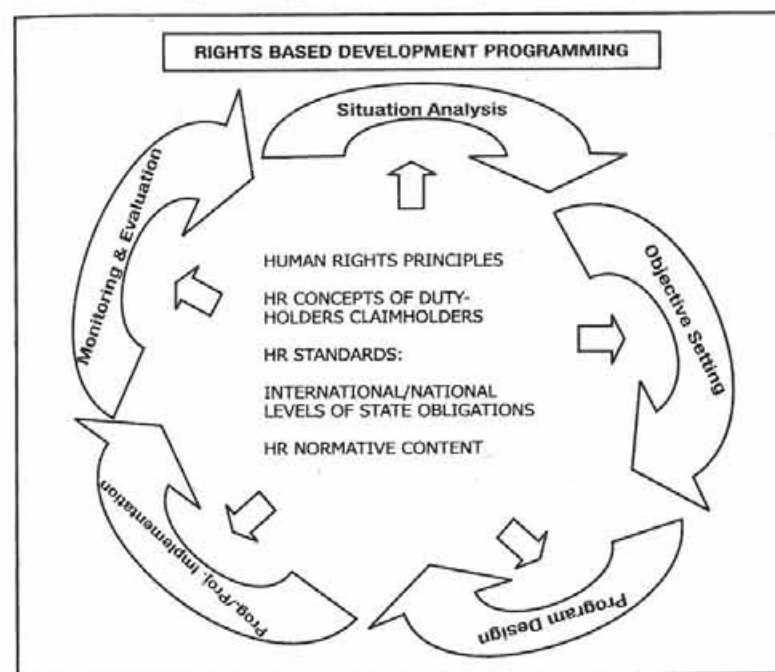 RIGHTS BASED DEVELOPMENT PROGRAMMING
Situation Analysis
Monitoring & Evaluation
Objective Setting
HUMAN RIGHTS PRINCIPLES
HR CONCEPTS OF DUTY-
HOLDERS CLAIMHOLDERS
HR STANDARDS:
INTERNATIONAL/NATIONAL
LEVELS OF STATE OBLIGATIONS
HR NORMATIVE CONTENT
Prog./Proj. Implementation
Program Design